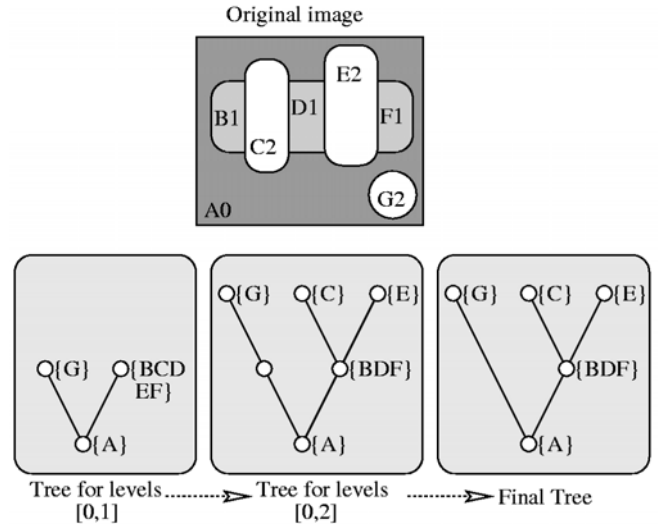 Original image
E2
D1
B1
F1
C2
G2
A0
{G} {C} {E}
{G} {C} {E}
{G} {BCD
EF}
{BDF}
{BDF}
{A}
{A}
{A}
Tree for levels
[0,1]
Tree for levels
[0,2]
Final Tree